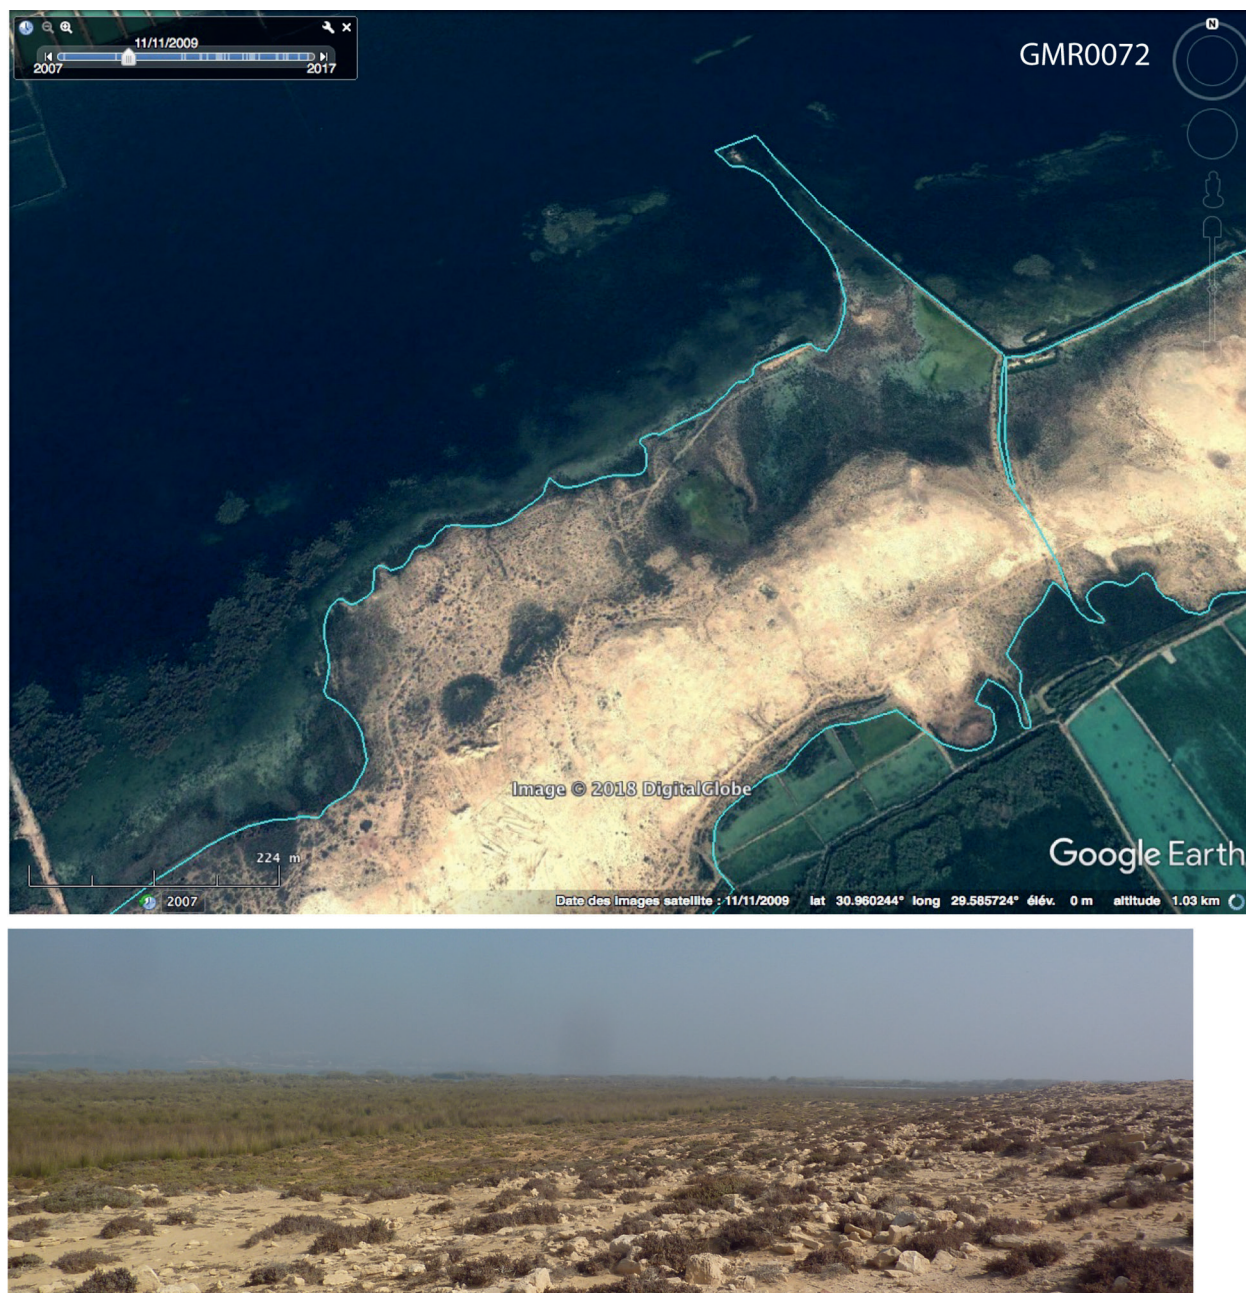 11/11/2009
2007
2017
GMR0072
N
Image © 2018 DigitalGlobe
224 m
Google Earth
2007
Date des images satellite : 11/11/2009 lat 30.960244° long 29.585724° élév. 0 m altitude 1.03 km